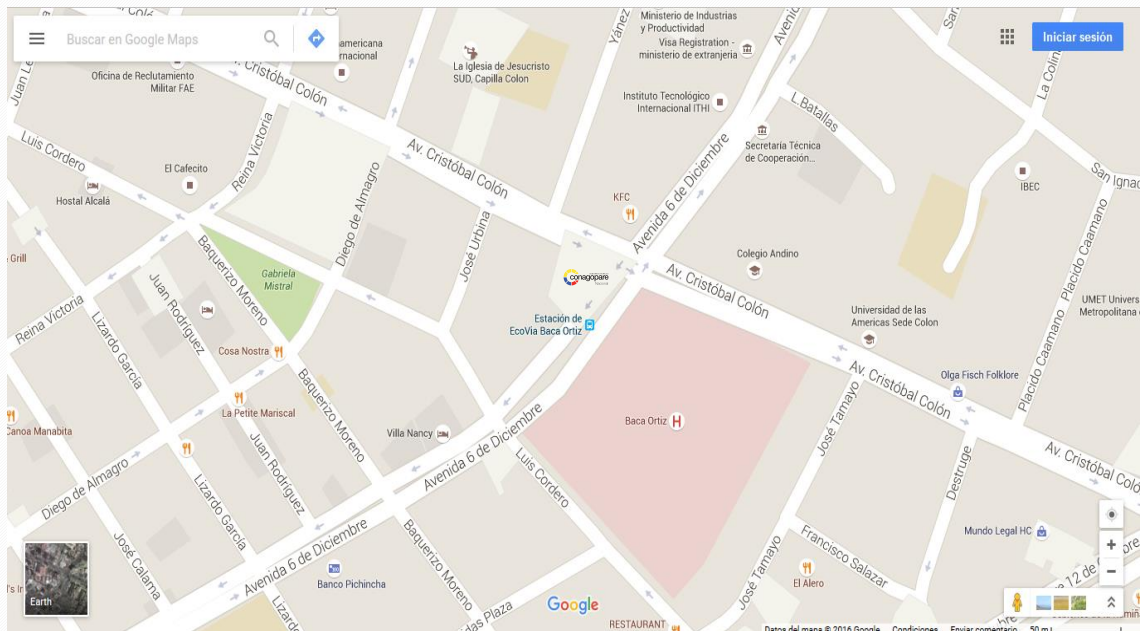 Buscar en Google Maps
Iniciar sesión
Av. Cristóbal Colón
Oficina de Reclutamiento
Militar FAE
La Iglesia de Jesucristo
SUD, Capilla Colon
Yánez
Ministerio de Industrias
y Productividad
Visa Registration -
ministerio de extranjeria
Avenida 6 de Diciembre
Instituto Tecnológico
Internacional ITHI
L.Batallas
Secretaría Técnica
de Cooperación...
La Colina
IBEC
San Ignac
Luis Cordero
Hostal Alcalá
El Cafecito
Reina Victoria
Diego de Almagro
Av. Cristóbal Colón
José Urbina
KFC
conagopare
Colegio Andino
Av. Cristóbal Colón
Placido Caamano
Placido Caamano
UMET Univers
Metropolitana
Grill
Gabriela
Mistral
Baquerizo Moreno
Juan Rodríguez
Lizardo García
Reina Victoria
Estación de
EcoVía Baca Ortiz
Universidad de las
Americas Sede Colon
Cosa Nostra
La Petite Mariscal
Baquerizo Moreno
Olga Fisch Folklore
Av. Cristóbal Colón
Canoa Manabita
Juan Rodríguez
Villa Nancy
Baca Ortiz
H
José Tamayo
Av. Cristóbal Colón
Diego de Almagro
Lizardo García
Avenida 6 de Diciembre
Luis Cordero
Destruge
José Calama
Avenida 6 de Diciembre
Baquerizo Moreno
Mundo Legal HC
Francisco Salazar
José Tamayo
El Alero
Banco Pichincha
Earth
Google
RESTAURANT
Datos del mapa © 2016 Google
Condiciones
Enviar comentario
50 m